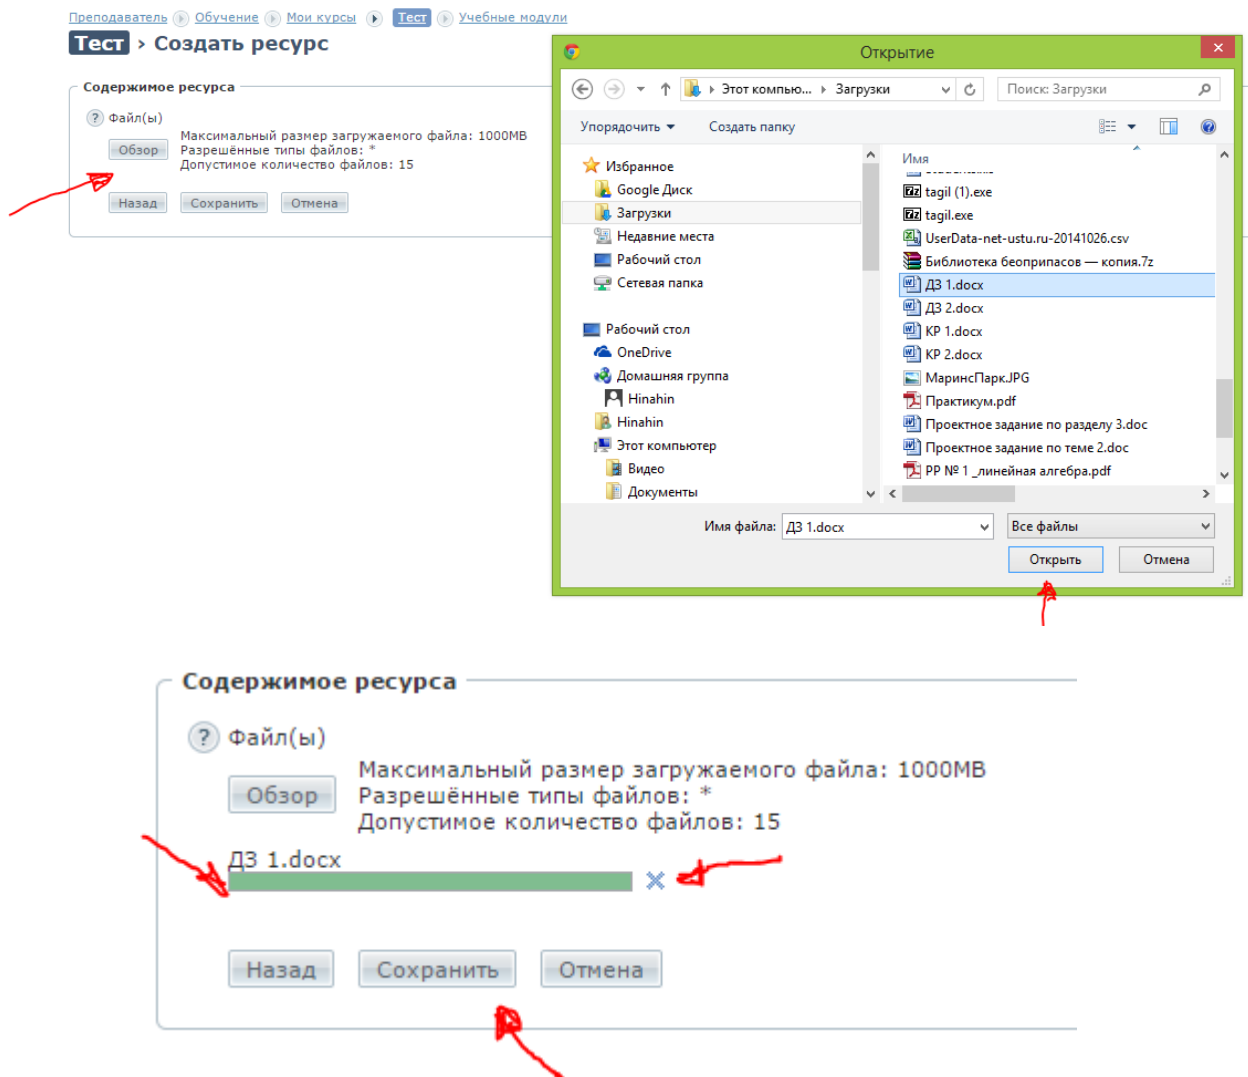 Преподаватель Обучение Мои курсы Тест Учебные модули
Тест › Создать ресурс
Содержимое ресурса
? Файл(ы)
Обзор
Максимальный размер загружаемого файла: 1000MB
Разрешённые типы файлов: *
Допустимое количество файлов: 15
Назад Сохранить Отмена
Открытие
Этот компью... Загрузки
Поиск: Загрузки
Упорядочить Создать папку
Избранное
Google Диск
Загрузки
Недавние места
Рабочий стол
Сетевая папка
Рабочий стол
OneDrive
Домашняя группа
Hinahin
Hinahin
Этот компьютер
Видео
Документы
Имя
tagil (1).exe
tagil.exe
UserData-net-ustu.ru-20141026.csv
Библиотека беоприпасов — копия.7z
ДЗ 1.docx
ДЗ 2.docx
КР 1.docx
КР 2.docx
МаринсПарк.JPG
Практикум.pdf
Проектное задание по разделу 3.doc
Проектное задание по теме 2.doc
РР № 1 _линейная алгебра.pdf
Имя файла: ДЗ 1.docx Все файлы
Открыть Отмена
Содержимое ресурса
? Файл(ы)
Обзор
Максимальный размер загружаемого файла: 1000MB
Разрешённые типы файлов: *
Допустимое количество файлов: 15
ДЗ 1.docx
Назад Сохранить Отмена